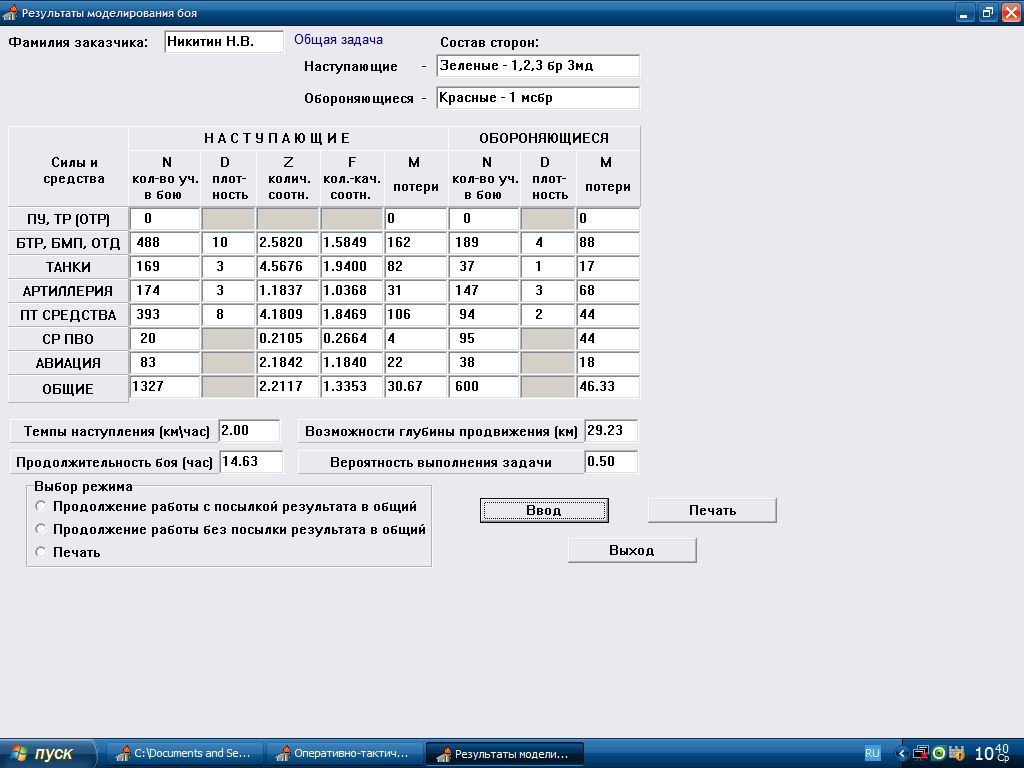 Результаты моделирования боя
Фамилия заказчика: Никитин Н.В. Общая задача Состав сторон:
Наступающие - Зеленые - 1,2,3 бр 3мд
Обороняющиеся - Красные - 1 мсбр
Силы и средства
Н А С Т У П А Ю Щ И Е ОБОРОНЯЮЩИЕСЯ
N D Z F M N D M
кол-во уч. плот- колич. кол.-кач. потери кол-во уч. плот- потери
в бою ность соотн. соотн. в бою ность
ПУ, ТР (ОТР) 0 0 0 0
БТР, БМП, ОТД 488 10 2.5820 1.5849 162 189 4 88
ТАНКИ 169 3 4.5676 1.9400 82 37 1 17
АРТИЛЛЕРИЯ 174 3 1.1837 1.0368 31 147 3 68
ПТ СРЕДСТВА 393 8 4.1809 1.8469 106 94 2 44
СР ПВО 20 0.2105 0.2664 4 95 44
АВИАЦИЯ 83 2.1842 1.1840 22 38 18
ОБЩИЕ 1327 2.2117 1.3353 30.67 600 46.33
Темпы наступления (км\час) 2.00 Возможности глубины продвижения (км) 29.23
Продолжительность боя (час) 14.63 Вероятность выполнения задачи 0.50
Выбор режима
Продолжение работы с посылкой результата в общий
Продолжение работы без посылки результата в общий
Печать
Ввод Печать
Выход
пуск C:\Documents and Se... Оперативно-тактич... Результаты модели... RU 10 40 Ср